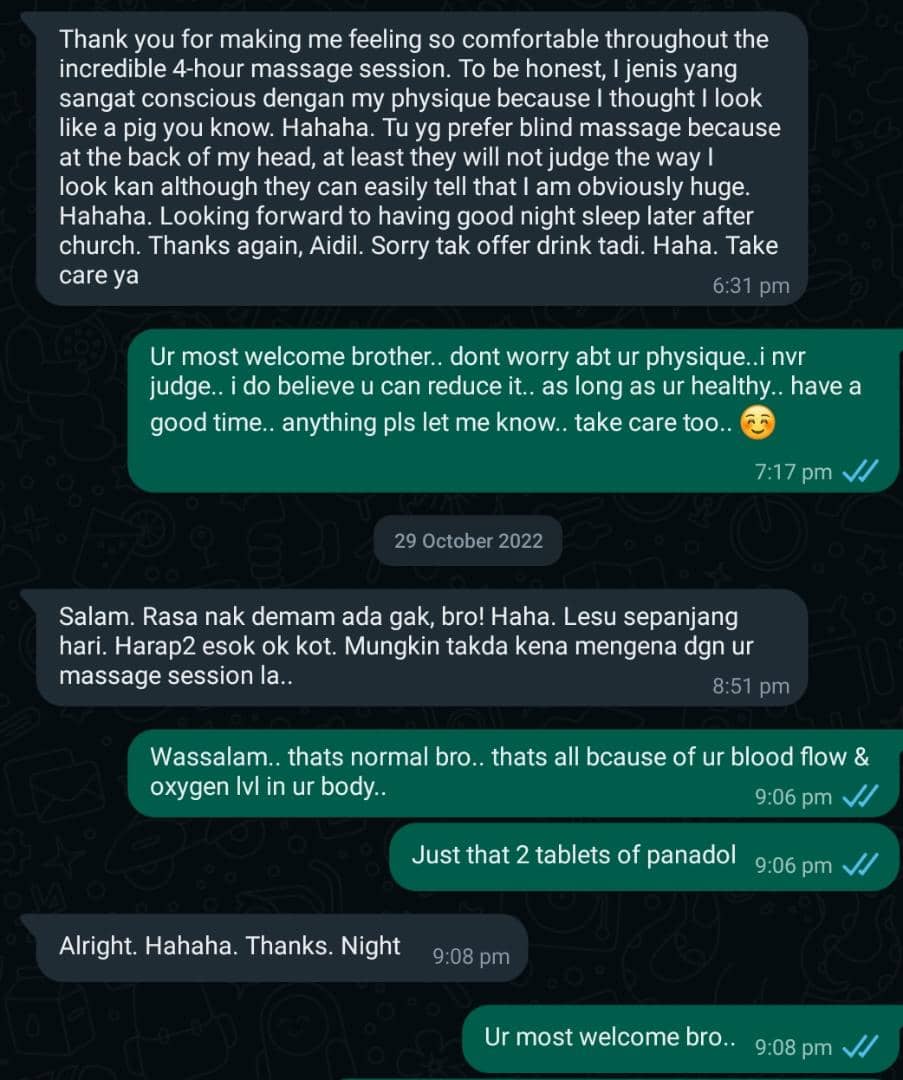 Thank you for making me feeling so comfortable throughout the
incredible 4-hour massage session. To be honest, I jenis yang
sangat conscious dengan my physique because I thought I look
like a pig you know. Hahaha. Tu yg prefer blind massage because
at the back of my head, at least they will not judge the way I
look kan although they can easily tell that I am obviously huge.
Hahaha. Looking forward to having good night sleep later after
church. Thanks again, Aidil. Sorry tak offer drink tadi. Haha. Take
care ya
6:31 pm
Ur most welcome brother.. dont worry abt ur physique..i nvr
judge.. i do believe u can reduce it.. as long as ur healthy.. have a
good time.. anything pls let me know.. take care too.. ☺️
7:17 pm
29 October 2022
Salam. Rasa nak demam ada gak, bro! Haha. Lesu sepanjang
hari. Harap2 esok ok kot. Mungkin takda kena mengena dgn ur
massage session la..
8:51 pm
Wassalam.. thats normal bro.. thats all bcause of ur blood flow &
oxygen lvl in ur body..
9:06 pm
Just that 2 tablets of panadol 9:06 pm
Alright. Hahaha. Thanks. Night 9:08 pm
Ur most welcome bro.. 9:08 pm